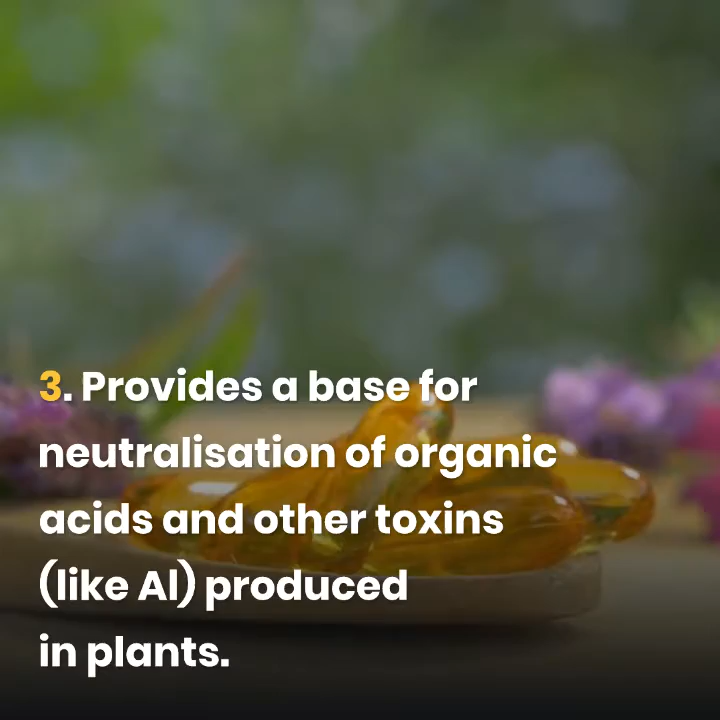 3. Provides a base for
neutralisation of organic
acids and other toxins
(like Al) produced
in plants.